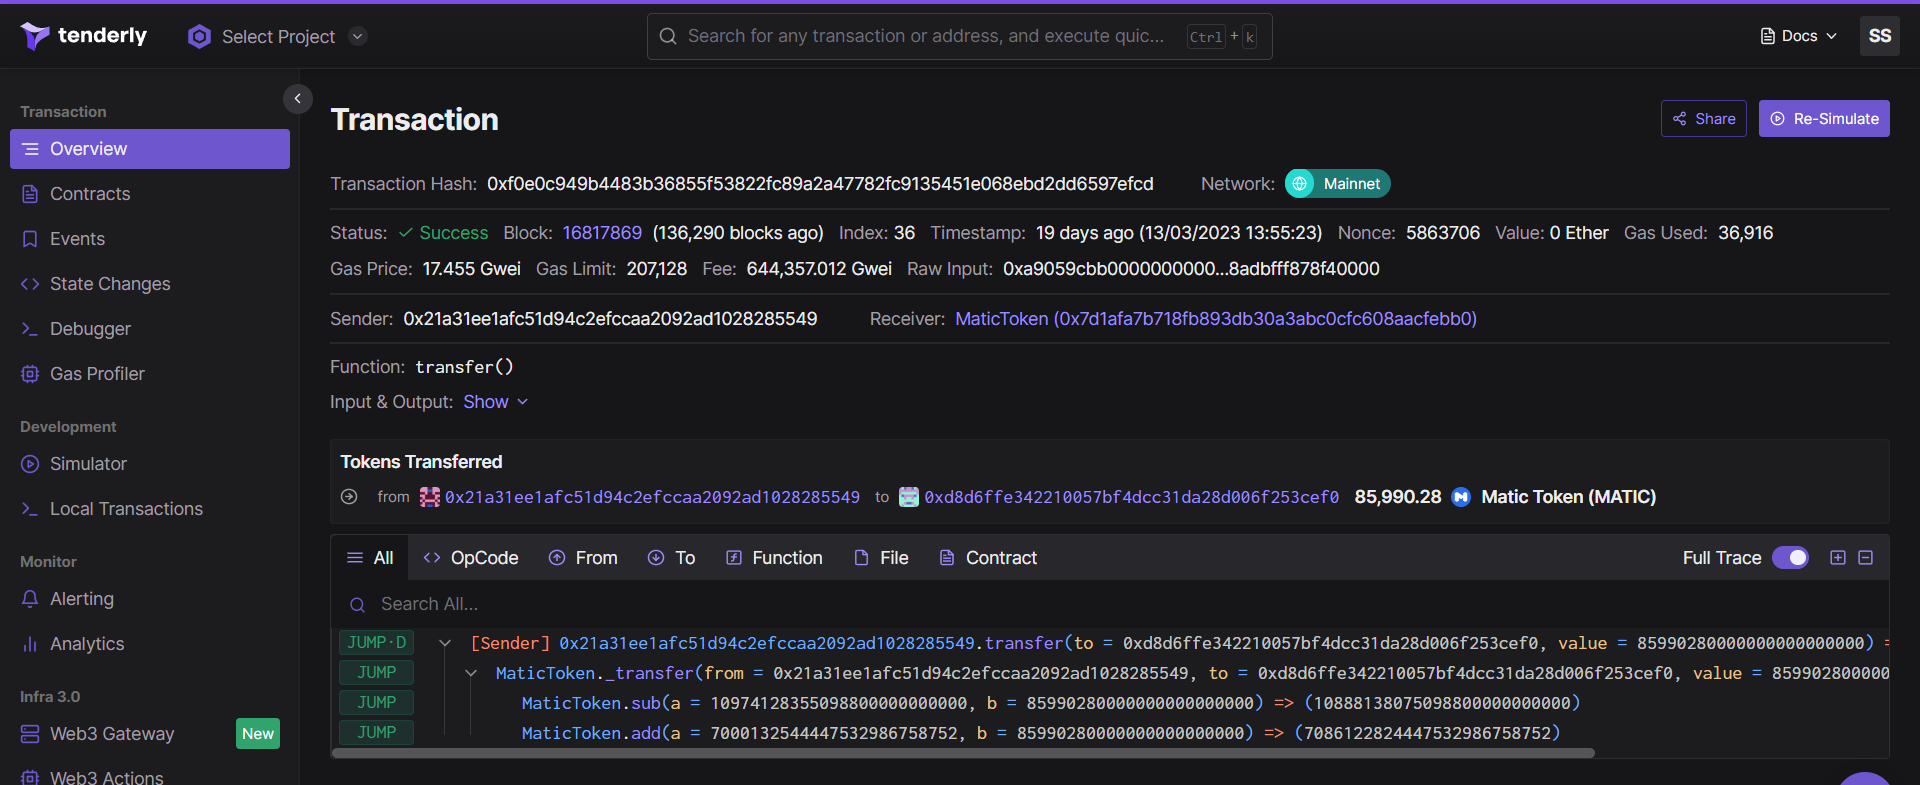 tenderly
Select Project
Search for any transaction or address, and execute quic...
Ctrl + k
Docs
SS
Transaction
Overview
Contracts
Events
State Changes
Debugger
Gas Profiler
Development
Simulator
Local Transactions
Monitor
Alerting
Analytics
Infra 3.0
Web3 Gateway New
Web3 Actions
Transaction
Share
Re-Simulate
Transaction Hash: 0xf0e0c949b4483b36855f53822fc89a2a47782fc9135451e068ebd2dd6597efcd Network: Mainnet
Status: Success Block: 16817869 (136,290 blocks ago) Index: 36 Timestamp: 19 days ago (13/03/2023 13:55:23) Nonce: 5863706 Value: 0 Ether Gas Used: 36,916
Gas Price: 17.455 Gwei Gas Limit: 207,128 Fee: 644,357.012 Gwei Raw Input: 0xa9059cbb0000000000...8adbfff878f40000
Sender: 0x21a31ee1afc51d94c2efccaa2092ad1028285549 Receiver: MaticToken (0x7d1afa7b718fb893db30a3abc0cfc608aacfebb0)
Function: transfer()
Input & Output: Show
Tokens Transferred
from 0x21a31ee1afc51d94c2efccaa2092ad1028285549 to 0xd8d6ffe342210057bf4dcc31da28d006f253cef0 85,990.28 Matic Token (MATIC)
All OpCode From To Function File Contract Full Trace
Search All...
JUMP·D [Sender] 0x21a31ee1afc51d94c2efccaa2092ad1028285549.transfer(to = 0xd8d6ffe342210057bf4dcc31da28d006f253cef0, value = 85990280000000000000000) =
JUMP MaticToken._transfer(from = 0x21a31ee1afc51d94c2efccaa2092ad1028285549, to = 0xd8d6ffe342210057bf4dcc31da28d006f253cef0, value = 8599028000000
JUMP MaticToken.sub(a = 10974128355098800000000000, b = 85990280000000000000000) => (10888138075098800000000000)
JUMP MaticToken.add(a = 7000132544447532986758752, b = 85990280000000000000000) => (7086122824447532986758752)